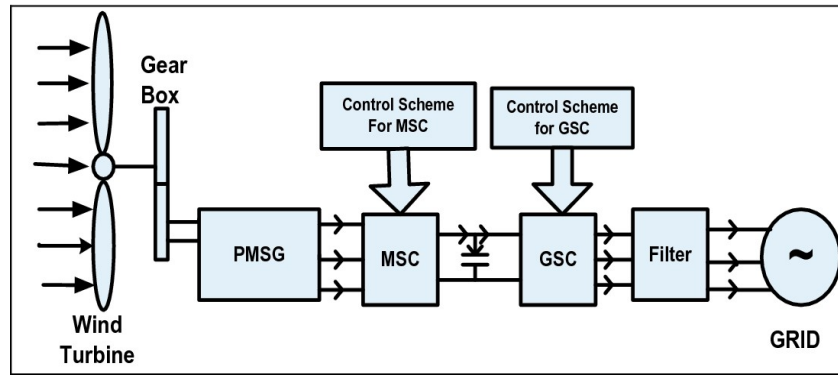 Gear
Box
Control Scheme
For MSC
Control Scheme
for GSC
PMSG
MSC
GSC
Filter
~
Wind
Turbine
GRID